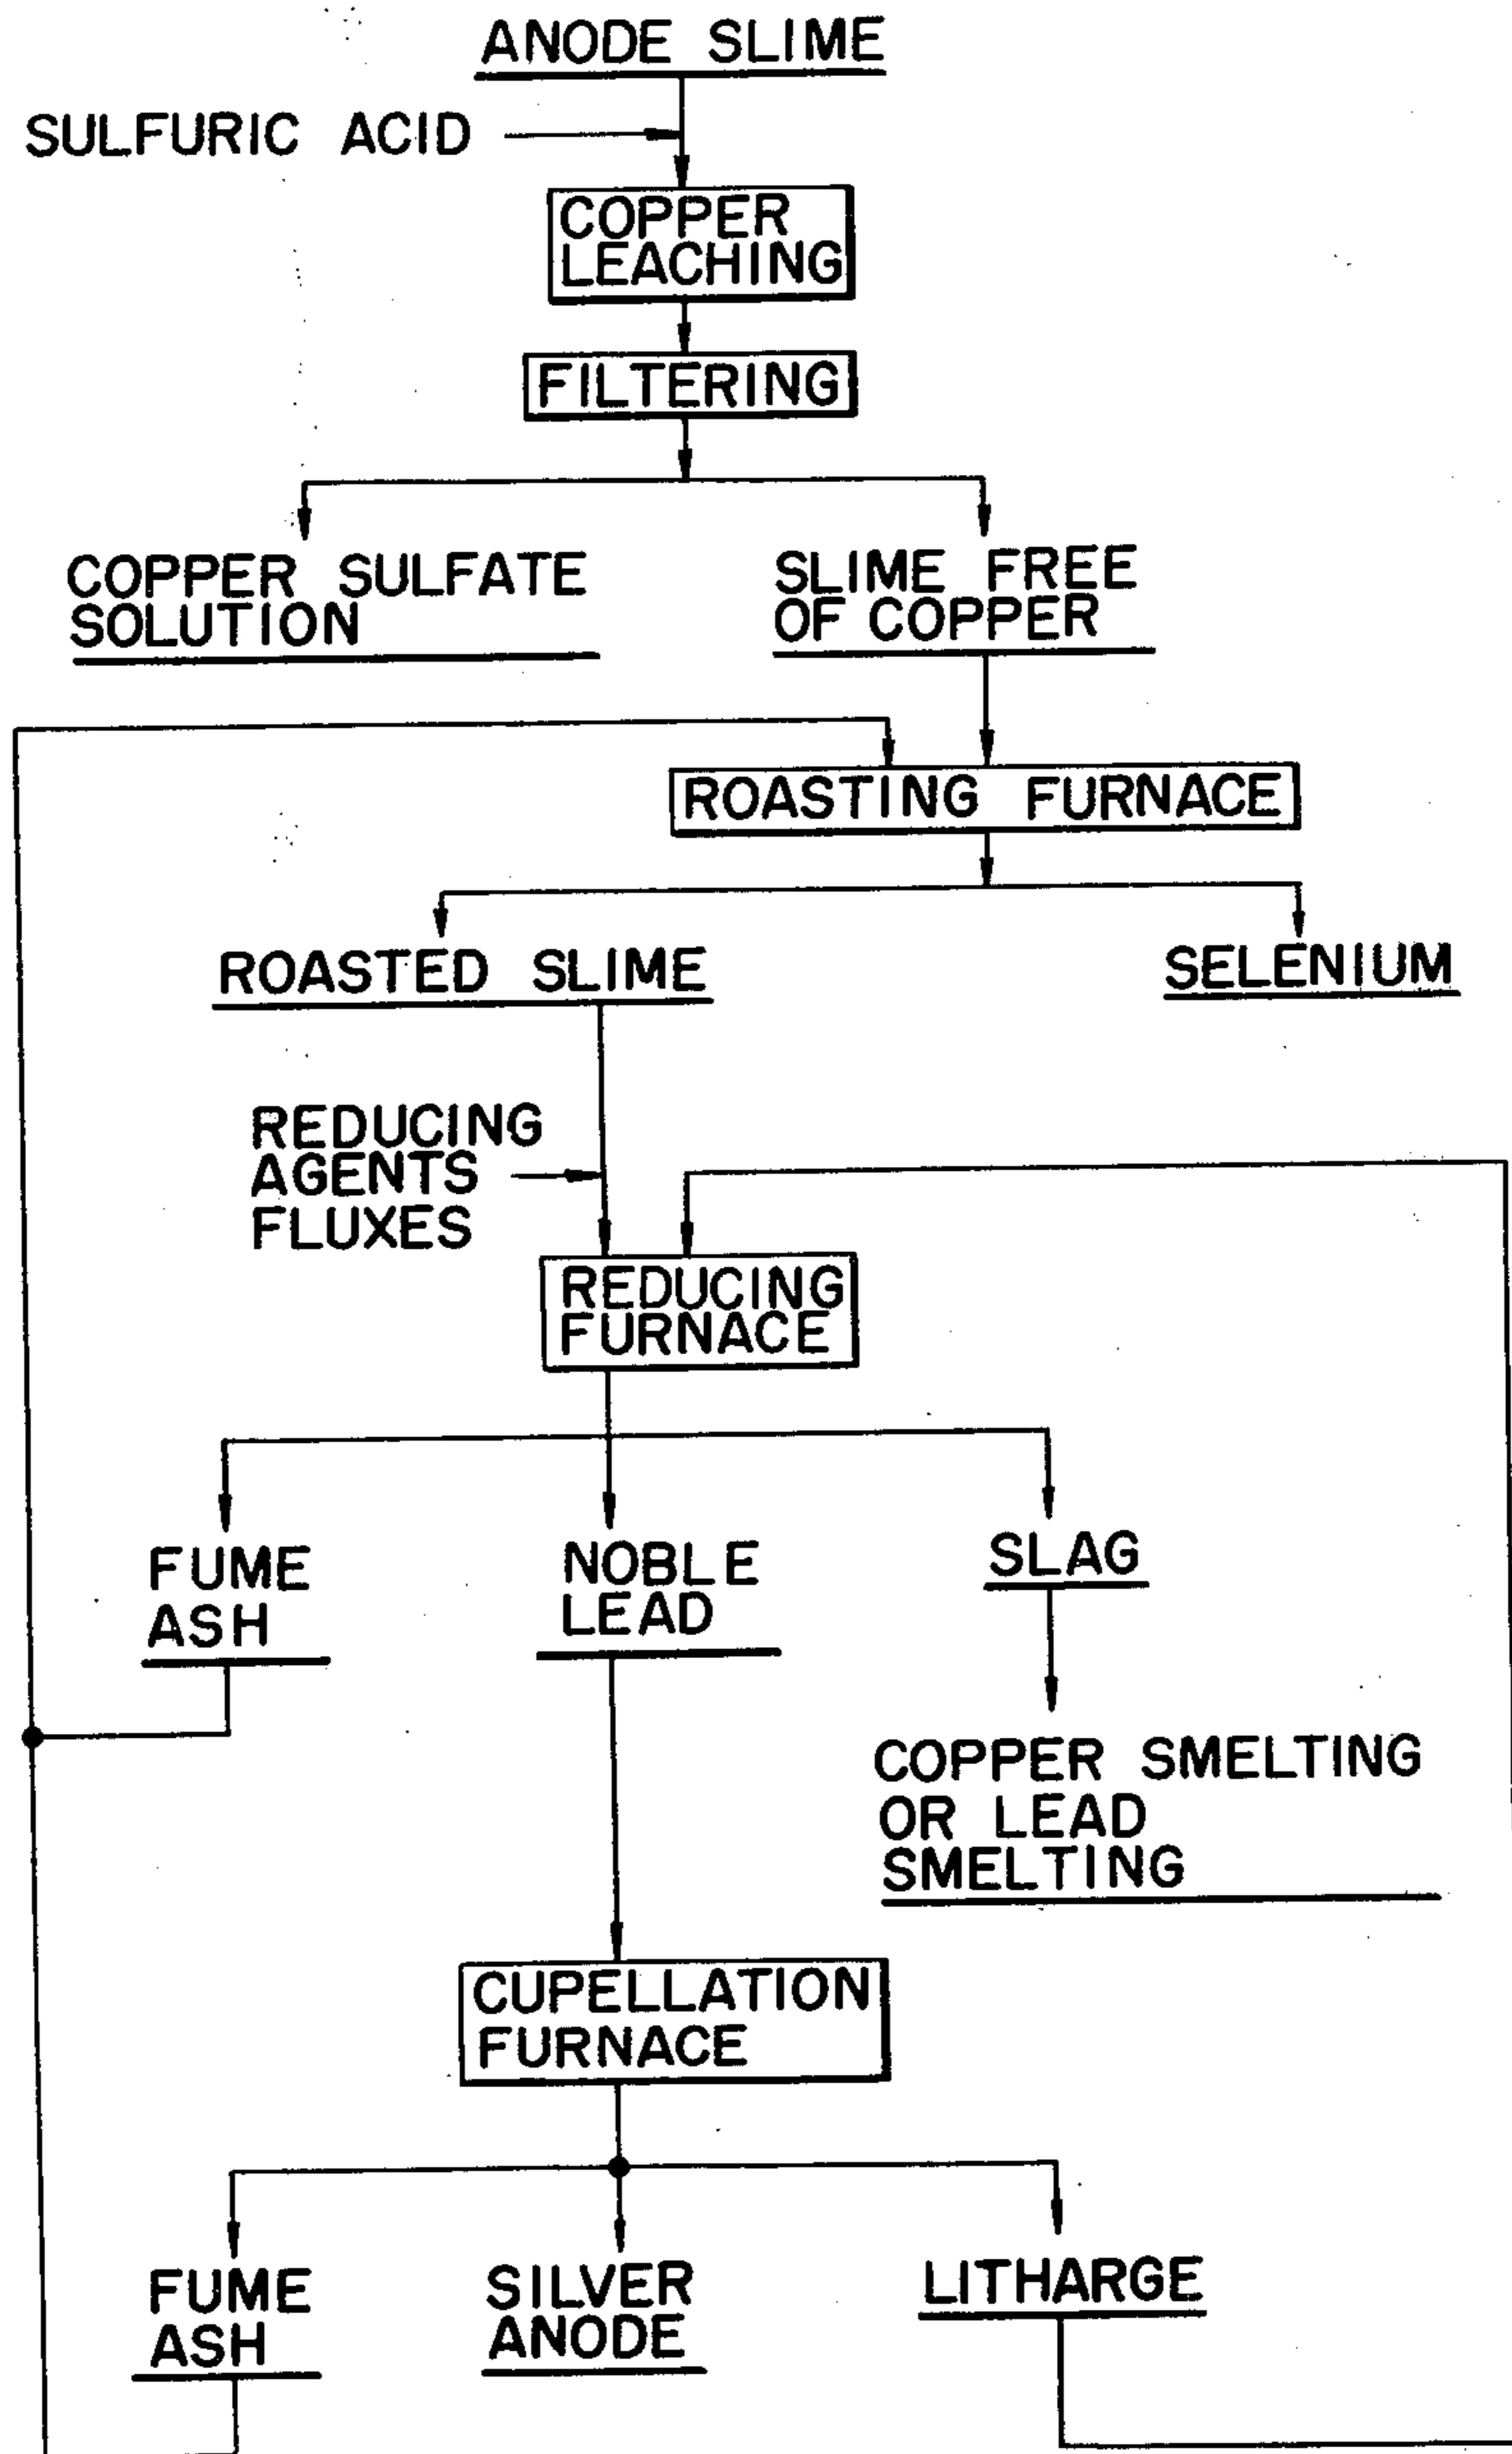 ANODE SLIME
SULFURIC ACID
COPPER
LEACHING
FILTERING
COPPER SULFATE
SOLUTION
SLIME FREE
OF COPPER
ROASTING FURNACE
ROASTED SLIME
SELENIUM
REDUCING
AGENTS
FLUXES
REDUCING
FURNACE
FUME
ASH
NOBLE
LEAD
SLAG
COPPER SMELTING
OR LEAD
SMELTING
CUPELLATION
FURNACE
FUME
ASH
SILVER
ANODE
LITHARGE